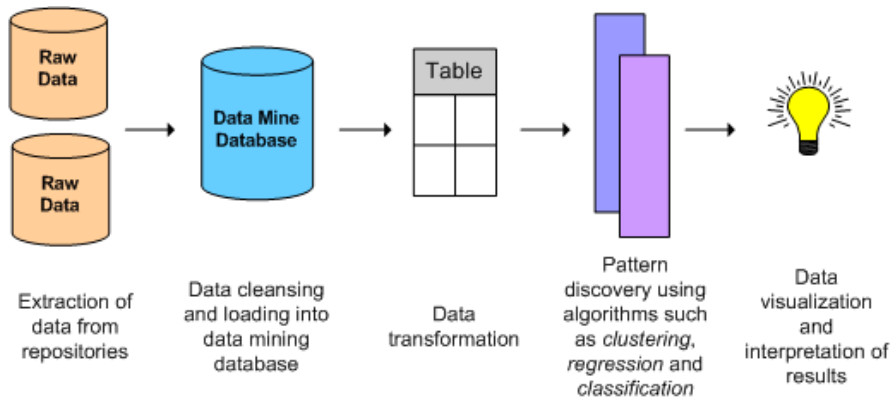 Raw
Data
Raw
Data
Data Mine
Database
Table
Extraction of
data from
repositories
Data cleansing
and loading into
data mining
database
Data
transformation
Pattern
discovery using
algorithms such
as clustering,
regression and
classification
Data
visualization
and
interpretation of
results